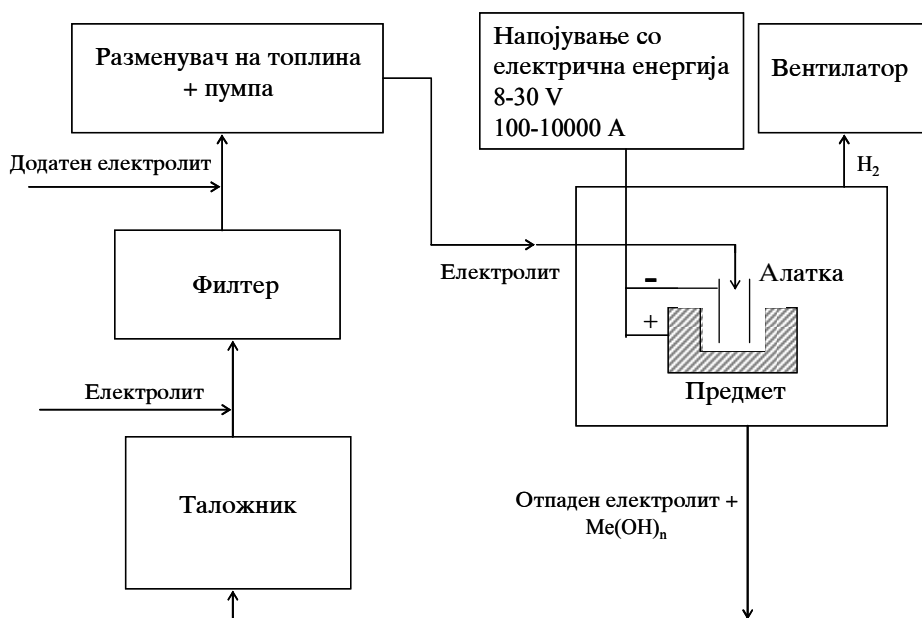 Разменувач на топлина
+ пумпа
Напојување со
електрична енергија
8-30 V
100-10000 A
Вентилатор
Додатен електролит
H₂
Филтер
Електролит
Алатка
-
+
Предмет
Електролит
Таложник
Отпаден електролит +
Me(OH)ₙ